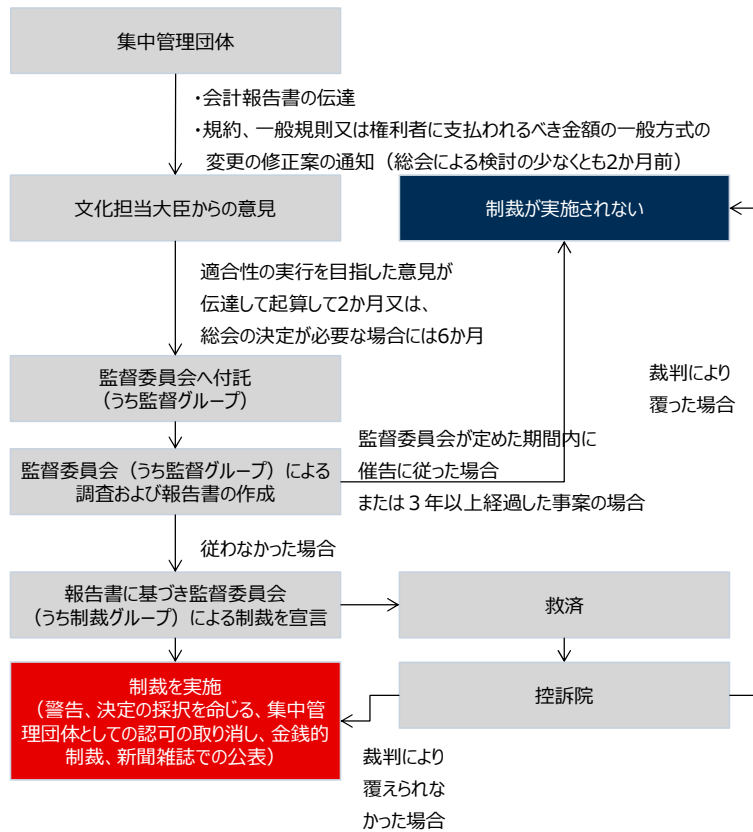 集中管理団体
・会計報告書の伝達
・規約、一般規則又は権利者に支払われるべき金額の一般方式の
変更の修正案の通知（総会による検討の少なくとも2か月前）
文化担当大臣からの意見
制裁が実施されない
適合性の実行を目指した意見が
伝達して起算して2か月又は、
総会の決定が必要な場合には6か月
裁判により
覆った場合
監督委員会へ付託
（うち監督グループ）
監督委員会が定めた期間内に
催告に従った場合
または３年以上経過した事案の場合
監督委員会（うち監督グループ）による
調査および報告書の作成
従わなかった場合
報告書に基づき監督委員会
（うち制裁グループ）による制裁を宣言
救済
控訴院
制裁を実施
（警告、決定の採択を命じる、集中管
理団体としての認可の取り消し、金銭的
制裁、新聞雑誌での公表）
裁判により
覆えられな
かった場合